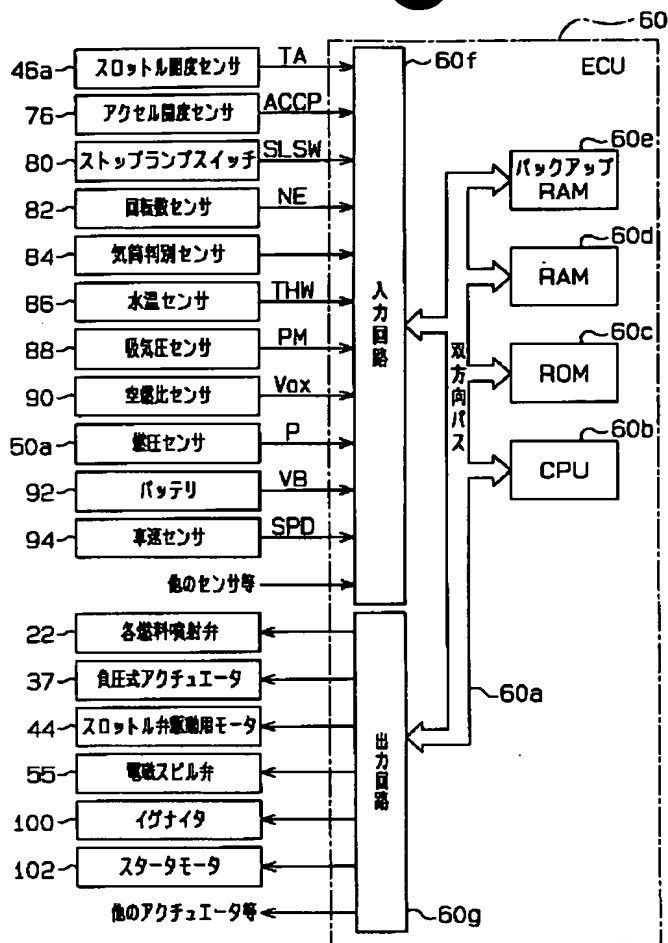 60
46a スロットル開度センサ TA 60f ECU
76 アクセル開度センサ ACCP
80 ストップランプスイッチ SLSW 60e バックアップ RAM
82 回転数センサ NE
84 気筒判別センサ 60d RAM
86 水温センサ THW 入力回路
88 吸気圧センサ PM 双方向バス 60c ROM
90 空燃比センサ Vox
50a 燃圧センサ P 60b CPU
92 バッテリ VB
94 車速センサ SPD
他のセンサ等
22 各燃料噴射弁
37 負圧式アクチュエータ 60a
44 スロットル弁駆動用モータ
55 電磁スピル弁 出力回路
100 イグナイタ
102 スタータモータ
他のアクチュエータ等 60g